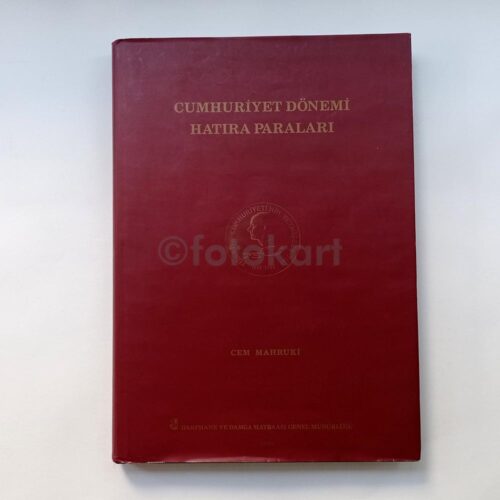 CUMHURİYET DÖNEMİ
HATIRA PARALARI
©fotokart
CEM MAHRUKİ
DARPHANE VE DAMGA MATBAASI GENEL MÜDÜRLÜĞÜ